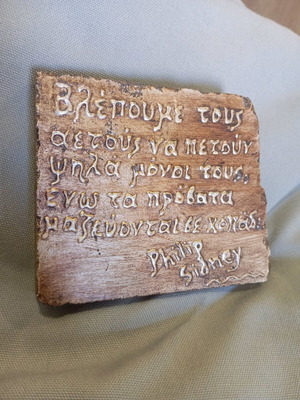 Βλέπουμε τους
αετούς να πετούν
ψηλά μόνοι τους,
ενώ τα πρόβατα
μαζεύονται σε κοπάδι.
Philip
Sidney